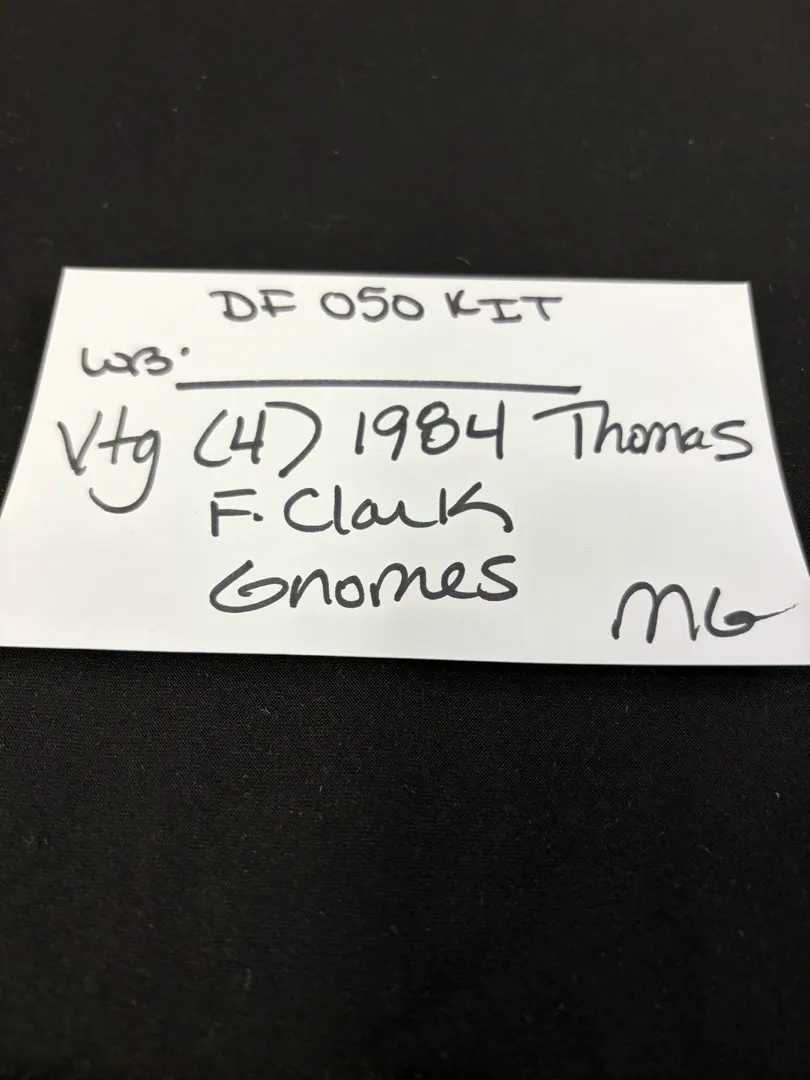 DF 050 KIT
WB:
Vtg (4) 1984 Thomas
F. Clark
Gnomes
MG